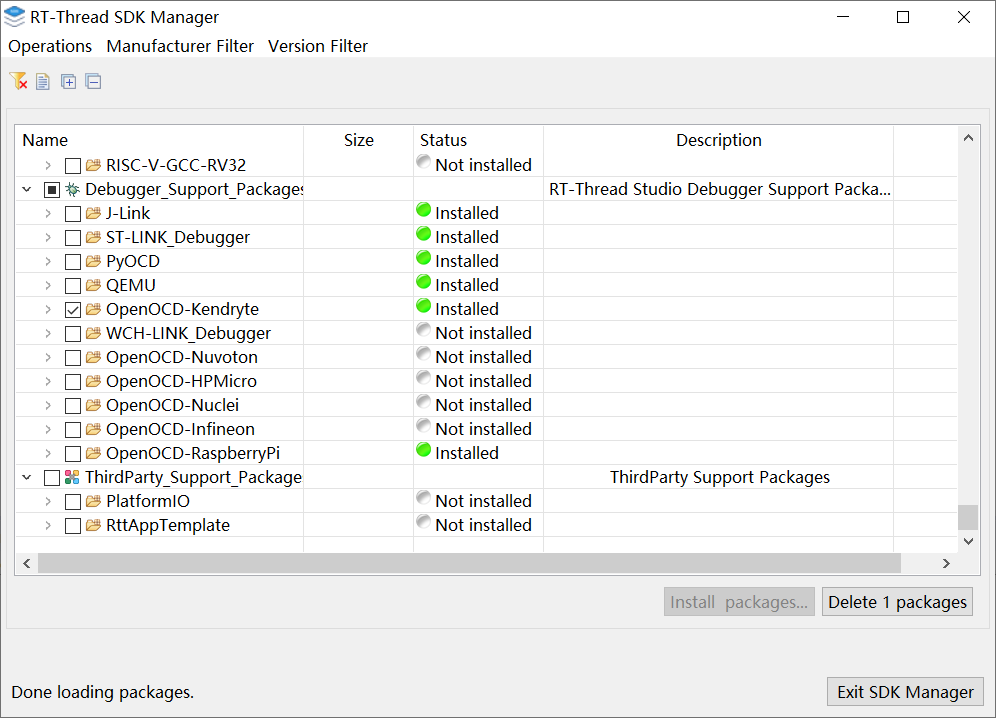 RT-Thread SDK Manager
Operations Manufacturer Filter Version Filter
Name Size Status Description
RISC-V-GCC-RV32 Not installed
Debugger_Support_Packages RT-Thread Studio Debugger Support Packa...
J-Link Installed
ST-LINK_Debugger Installed
PyOCD Installed
QEMU Installed
OpenOCD-Kendryte Installed
WCH-LINK_Debugger Not installed
OpenOCD-Nuvoton Not installed
OpenOCD-HPMicro Not installed
OpenOCD-Nuclei Not installed
OpenOCD-Infineon Not installed
OpenOCD-RaspberryPi Installed
ThirdParty_Support_Package ThirdParty Support Packages
PlatformIO Not installed
RttAppTemplate Not installed
Install packages... Delete 1 packages
Done loading packages. Exit SDK Manager